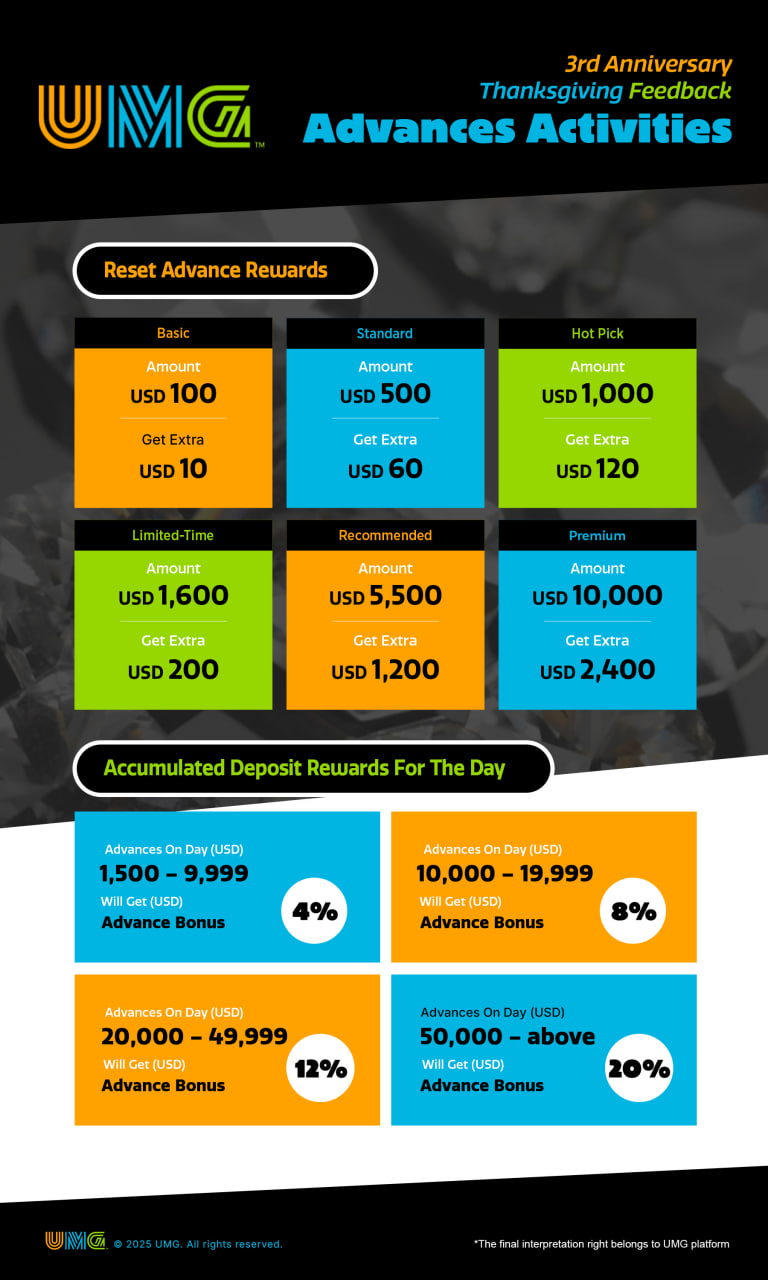 UMG™
3rd Anniversary
Thanksgiving Feedback
Advances Activities
Reset Advance Rewards
Basic
Amount
USD 100
Get Extra
USD 10
Standard
Amount
USD 500
Get Extra
USD 60
Hot Pick
Amount
USD 1,000
Get Extra
USD 120
Limited-Time
Amount
USD 1,600
Get Extra
USD 200
Recommended
Amount
USD 5,500
Get Extra
USD 1,200
Premium
Amount
USD 10,000
Get Extra
USD 2,400
Accumulated Deposit Rewards For The Day
Advances On Day (USD)
1,500 – 9,999
Will Get (USD)
Advance Bonus
4%
Advances On Day (USD)
10,000 – 19,999
Will Get (USD)
Advance Bonus
8%
Advances On Day (USD)
20,000 – 49,999
Will Get (USD)
Advance Bonus
12%
Advances On Day (USD)
50,000 – above
Will Get (USD)
Advance Bonus
20%
UMG © 2025 UMG. All rights reserved.
*The final interpretation right belongs to UMG platform